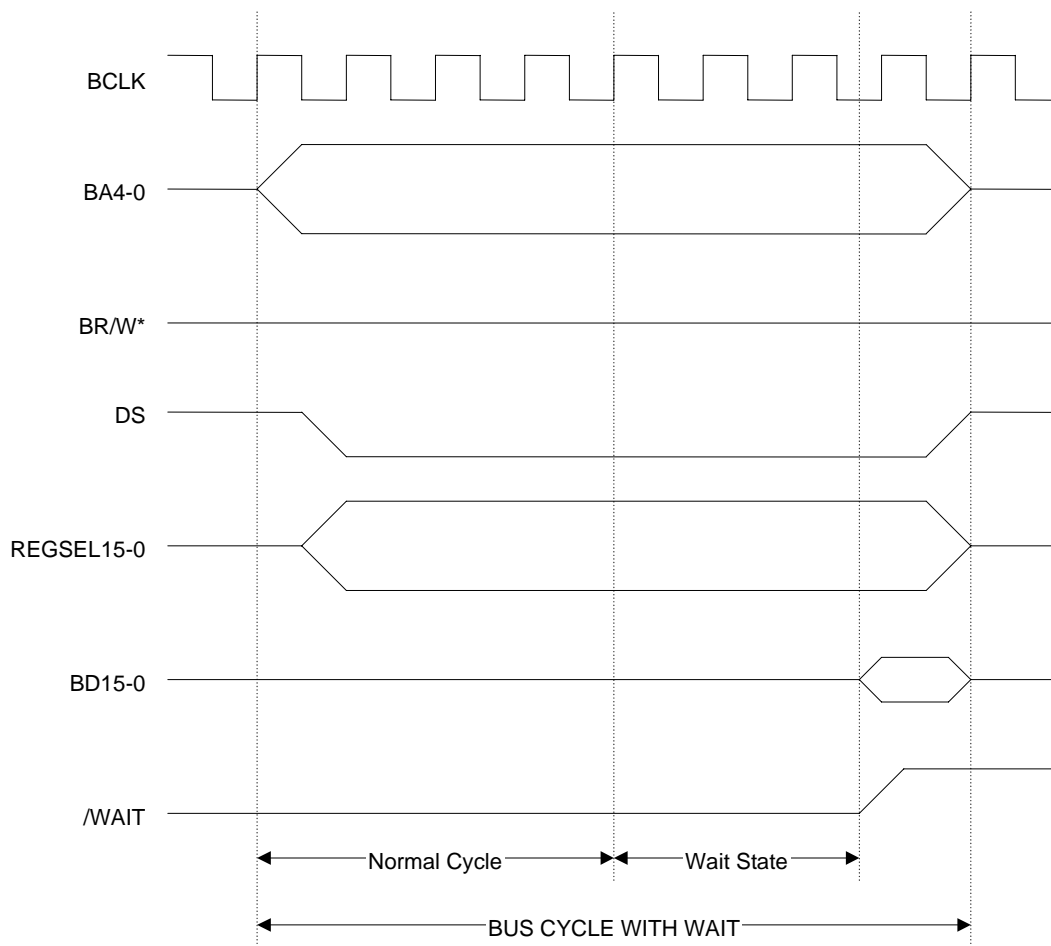 BCLK
BA4-0
BR/W*
DS
REGSEL15-0
BD15-0
/WAIT
Normal Cycle
Wait State
BUS CYCLE WITH WAIT